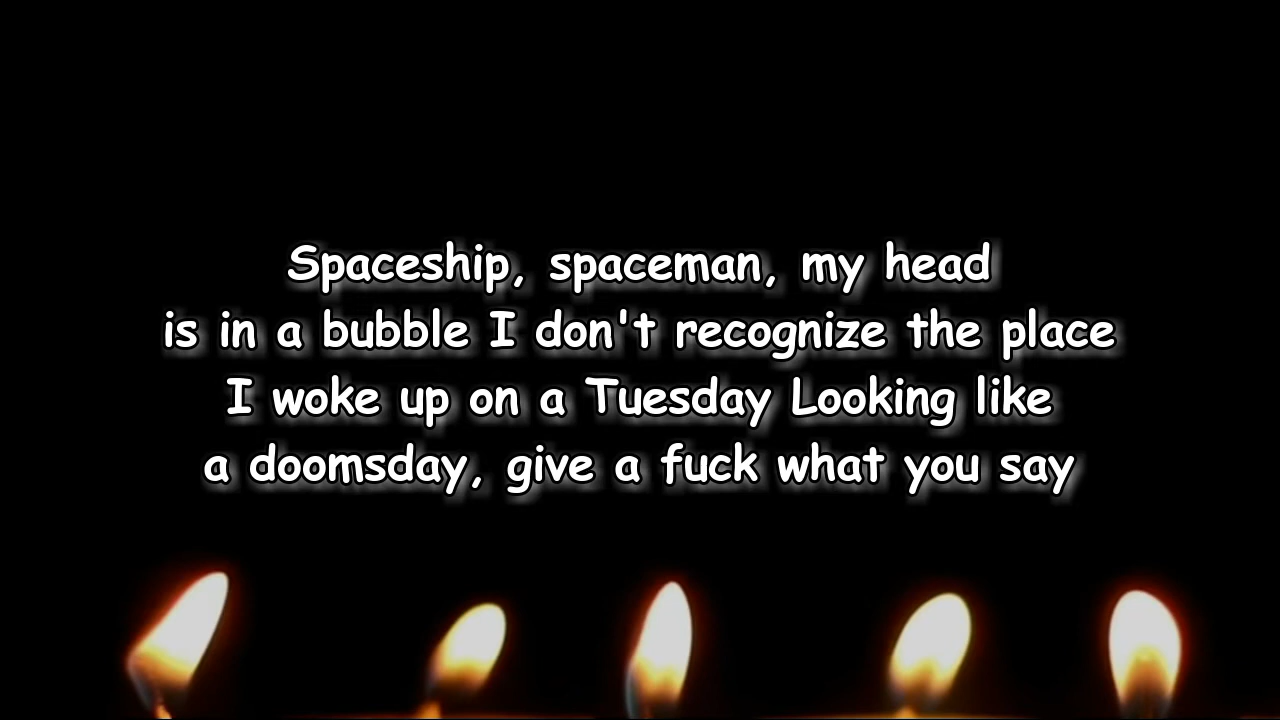 Spaceship, spaceman, my head
is in a bubble I don't recognize the place
I woke up on a Tuesday Looking like
a doomsday, give a fuck what you say